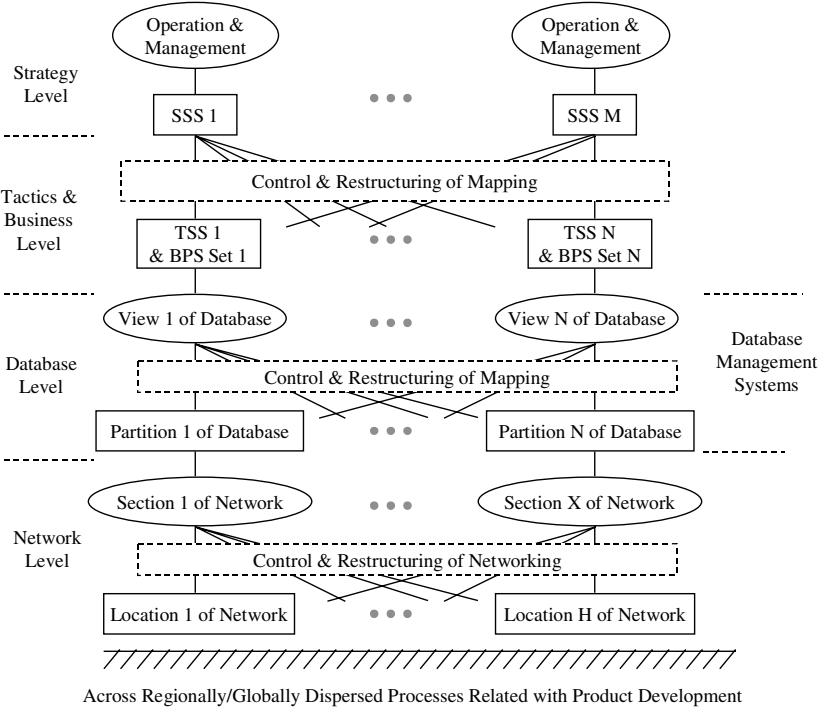 Operation &
Management
Operation &
Management
Strategy
Level
SSS 1
SSS M
Control & Restructuring of Mapping
Tactics &
Business
Level
TSS 1
& BPS Set 1
TSS N
& BPS Set N
View 1 of Database
View N of Database
Database
Level
Control & Restructuring of Mapping
Database
Management
Systems
Partition 1 of Database
Partition N of Database
Section 1 of Network
Section X of Network
Network
Level
Control & Restructuring of Networking
Location 1 of Network
Location H of Network
Across Regionally/Globally Dispersed Processes Related with Product Development